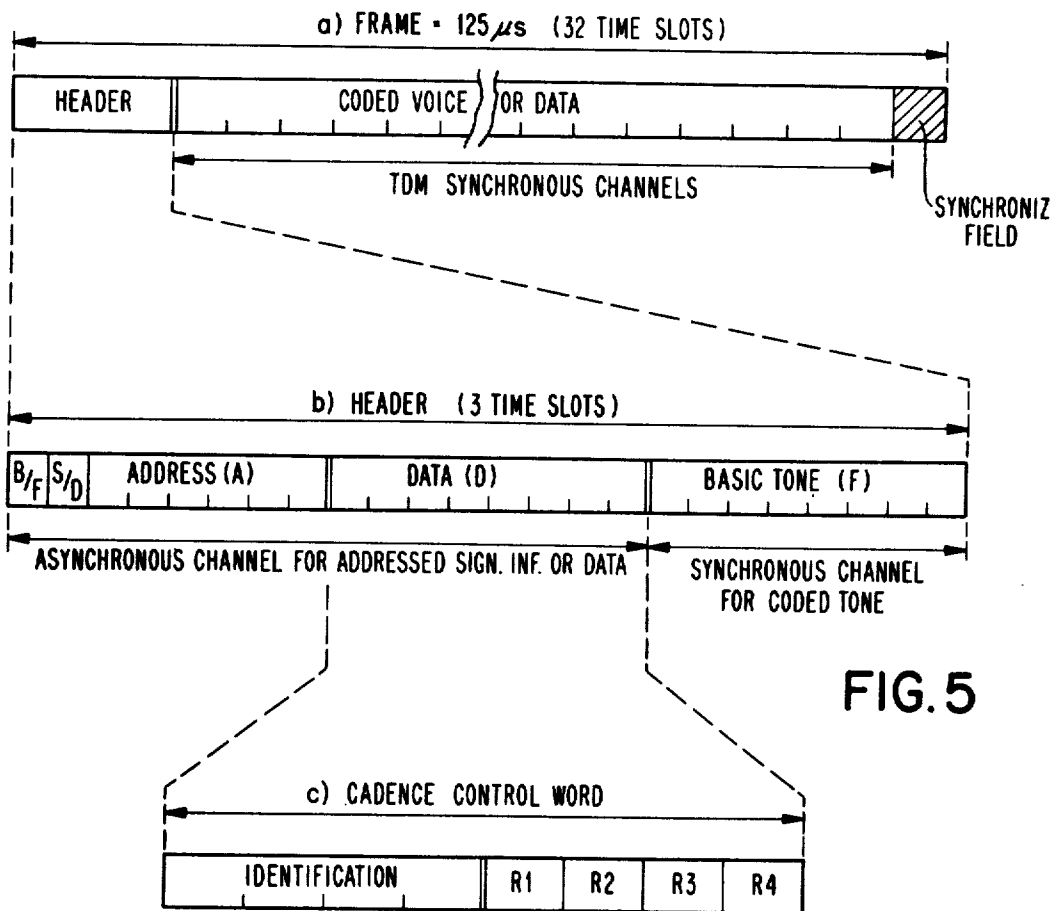 a) FRAME = 125 µs (32 TIME SLOTS)
HEADER
CODED VOICE OR DATA
TDM SYNCHRONOUS CHANNELS
SYNCHRONIZ
FIELD
b) HEADER (3 TIME SLOTS)
B/F S/D ADDRESS (A) DATA (D) BASIC TONE (F)
ASYNCHRONOUS CHANNEL FOR ADDRESSED SIGN. INF. OR DATA
SYNCHRONOUS CHANNEL
FOR CODED TONE
FIG. 5
c) CADENCE CONTROL WORD
IDENTIFICATION R1 R2 R3 R4